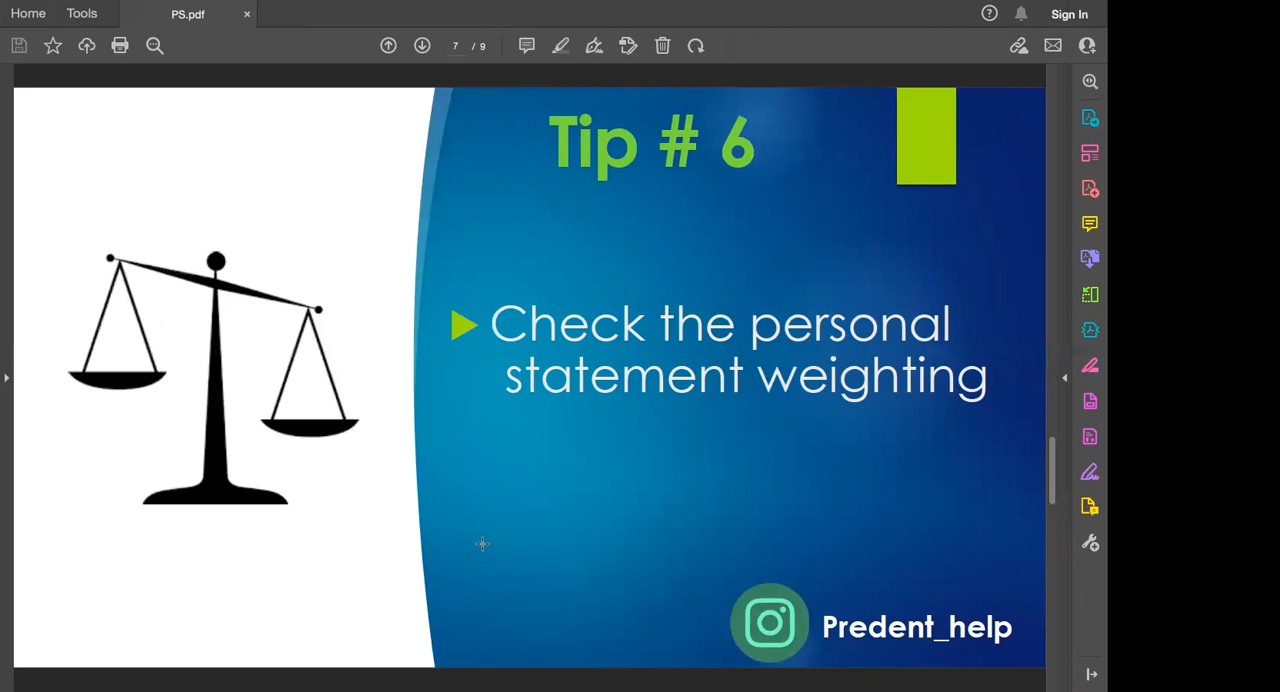 Home Tools PS.pdf × Sign In
7 / 9
Tip # 6
Check the personal
statement weighting
Predent_help